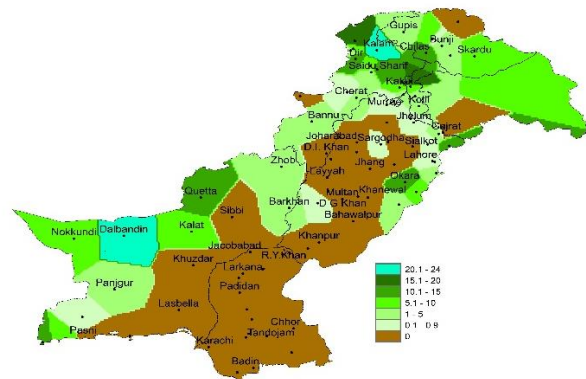 Gupis
Kalam
Bunji
Dir
Chilas
Skardu
Saidu Sharif
Kakul
Cherat
Murree
Kotli
Bannu
Jhelum
Joharabad
Gujrat
Sargodha
Sialkot
D.I. Khan
Lahore
Zhob
Layyah
Jhang
Okara
Quetta
Multan
Khanewal
Barkhan
D G Khan
Sibbi
Bahawalpur
Dalbandin
Kalat
Nokkundi
Khanpur
Jacobabad
R.Y.Khan
Khuzdar
Larkana
Panjgur
Padidan
Lasbella
Pasni
Chhor
Karachi
Tandojam
Badin
20.1 - 24
15.1 - 20
10.1 - 15
5.1 - 10
1 - 5
0.1 - 0.9
0